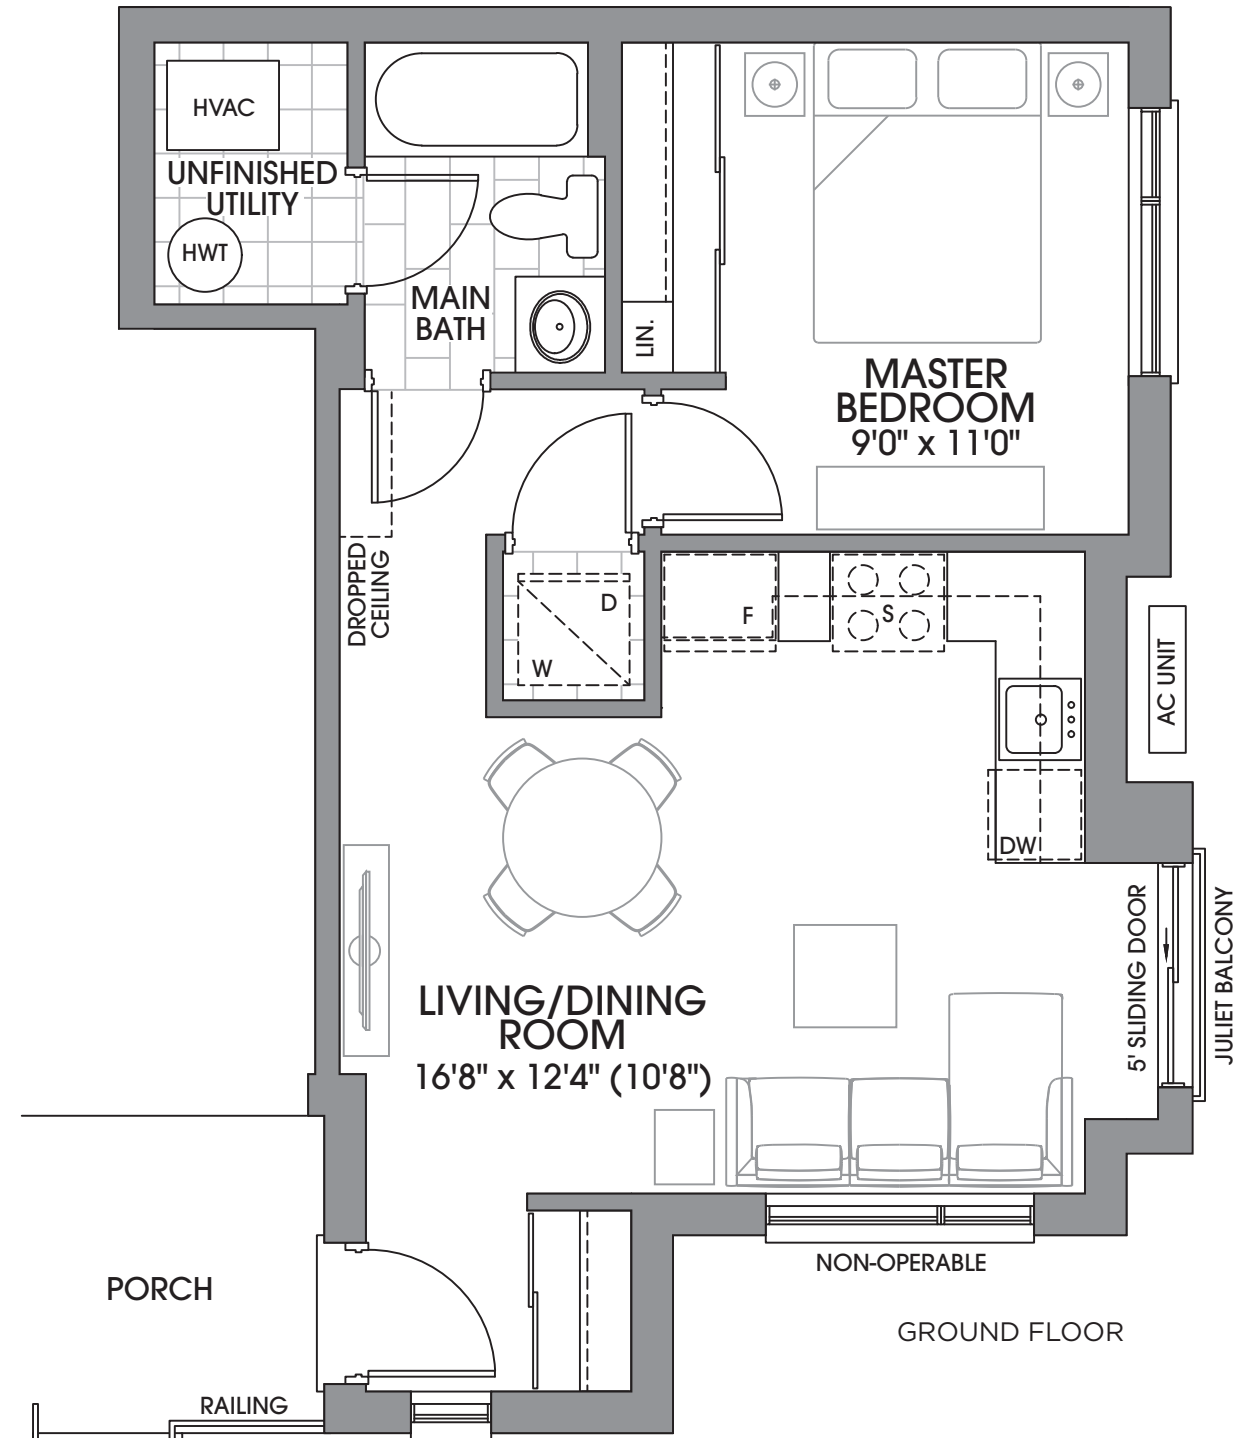 HVAC
UNFINISHED
UTILITY
HWT
MAIN
BATH
LIN.
MASTER
BEDROOM
9'0" x 11'0"
DROPPED
CEILING
D
W
F
S
AC UNIT
DW
5' SLIDING DOOR
JULIET BALCONY
LIVING/DINING
ROOM
16'8" x 12'4" (10'8")
PORCH
NON-OPERABLE
GROUND FLOOR
RAILING